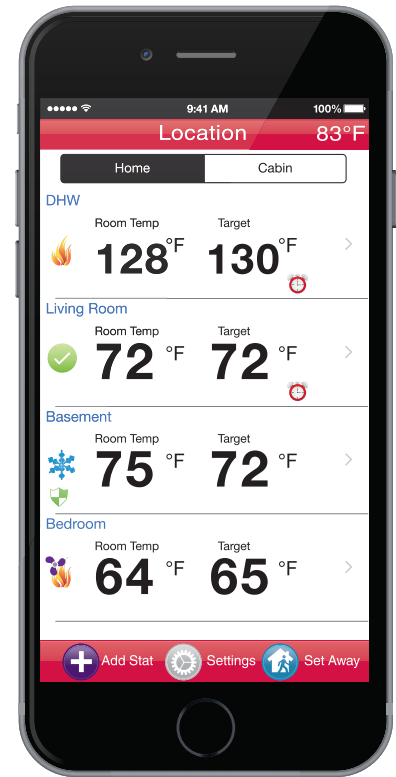 9:41 AM 100%
Location 83°F
Home Cabin
DHW
Room Temp Target
128°F 130°F
Living Room
Room Temp Target
72 °F 72 °F
Basement
Room Temp Target
75 °F 72 °F
Bedroom
Room Temp Target
64 °F 65 °F
Add Stat Settings Set Away